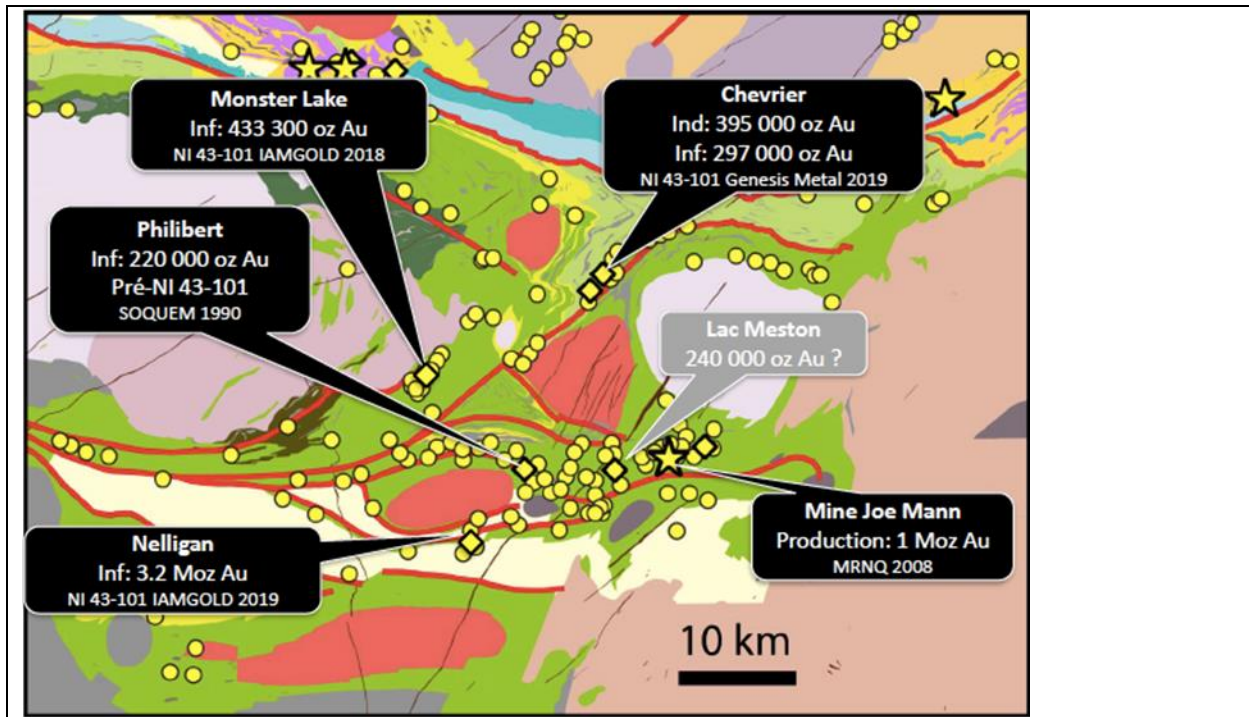 Monster Lake
Inf: 433 300 oz Au
NI 43-101 IAMGOLD 2018
Chevrier
Ind: 395 000 oz Au
Inf: 297 000 oz Au
NI 43-101 Genesis Metal 2019
Philibert
Inf: 220 000 oz Au
Pré-NI 43-101
SOQUEM 1990
Lac Meston
240 000 oz Au ?
Mine Joe Mann
Production: 1 Moz Au
MRNQ 2008
Nelligan
Inf: 3.2 Moz Au
NI 43-101 IAMGOLD 2019
10 km